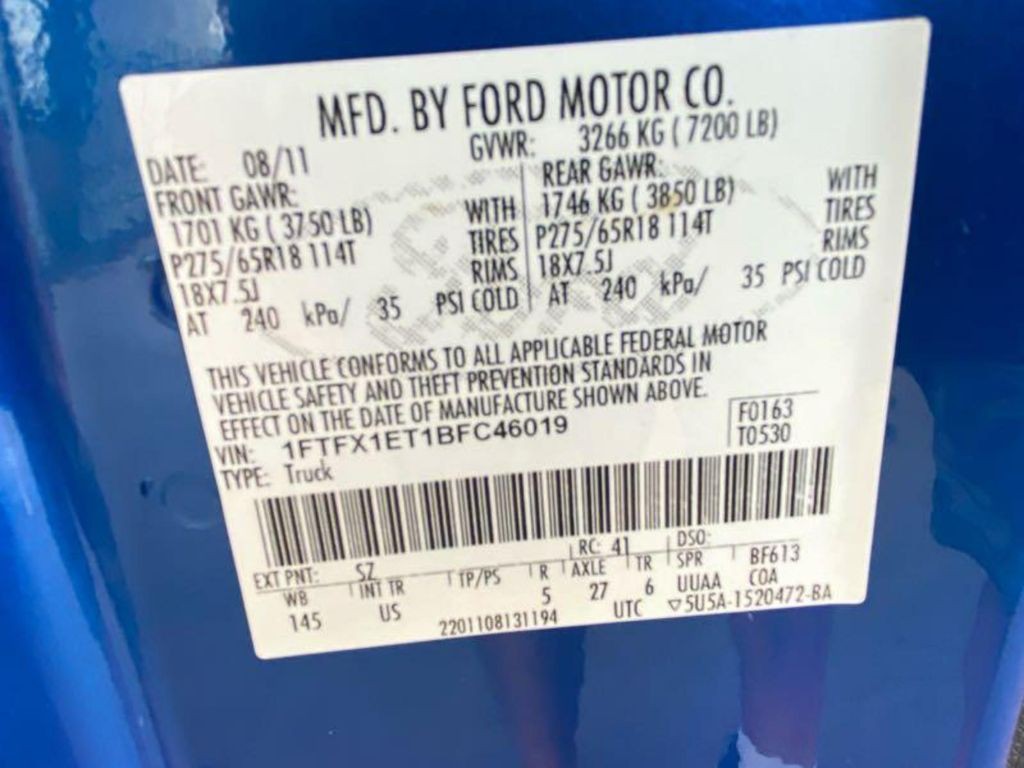 MFD. BY FORD MOTOR CO.
DATE: 08/11 GVWR: 3266 KG ( 7200 LB)
FRONT GAWR: REAR GAWR:
1701 KG ( 3750 LB) WITH 1746 KG ( 3850 LB) WITH
P275/65R18 114T TIRES P275/65R18 114T TIRES
18X7.5J RIMS 18X7.5J RIMS
AT 240 kPa/ 35 PSI COLD AT 240 kPa/ 35 PSI COLD
THIS VEHICLE CONFORMS TO ALL APPLICABLE FEDERAL MOTOR
VEHICLE SAFETY AND THEFT PREVENTION STANDARDS IN
EFFECT ON THE DATE OF MANUFACTURE SHOWN ABOVE.
VIN: 1FTFX1ET1BFC46019 F0163
TYPE: Truck T0530
EXT PNT: SZ RC: 41 DSO:
WB INT TR TP/PS R AXLE TR SPR BF613
145 US 5 27 6 UUAA COA
2201108131194 UTC ▽5U5A-1520472-BA